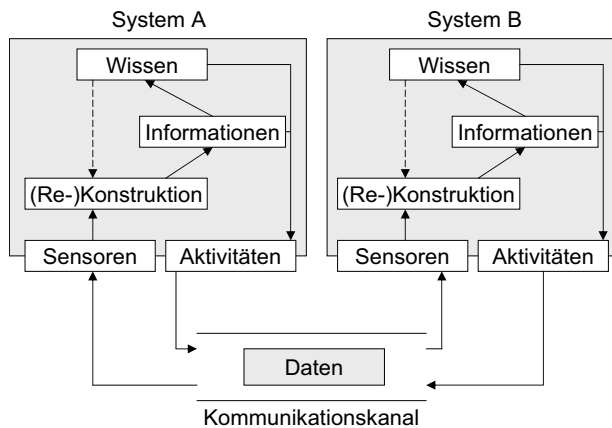 System A
System B
Wissen
Wissen
Informationen
Informationen
(Re-)Konstruktion
(Re-)Konstruktion
Sensoren
Aktivitäten
Sensoren
Aktivitäten
Daten
Kommunikationskanal